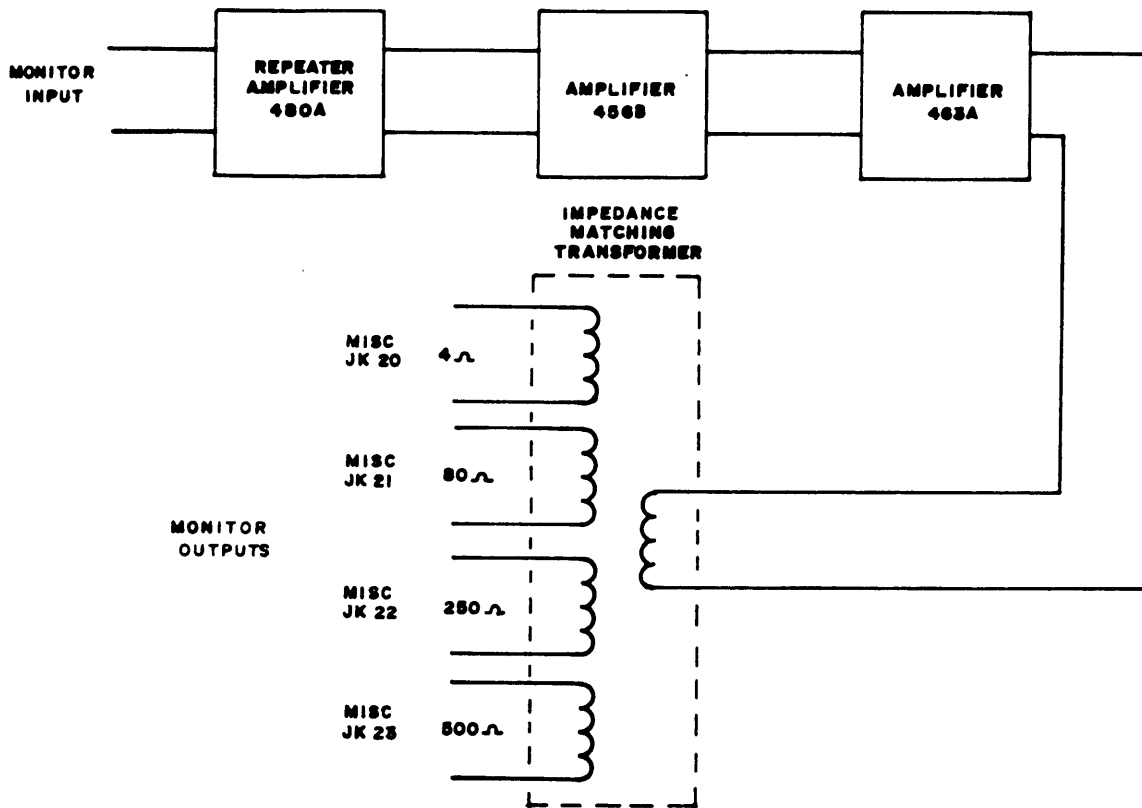 MONITOR
INPUT
REPEATER
AMPLIFIER
480A
AMPLIFIER
456B
AMPLIFIER
463A
IMPEDANCE
MATCHING
TRANSFORMER
MISC
JK 20
4Ω
MISC
JK 21
80Ω
MONITOR
OUTPUTS
MISC
JK 22
250Ω
MISC
JK 23
500Ω